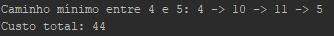 Caminho mínimo entre 4 e 5: 4 -> 10 -> 11 -> 5
Custo total: 44